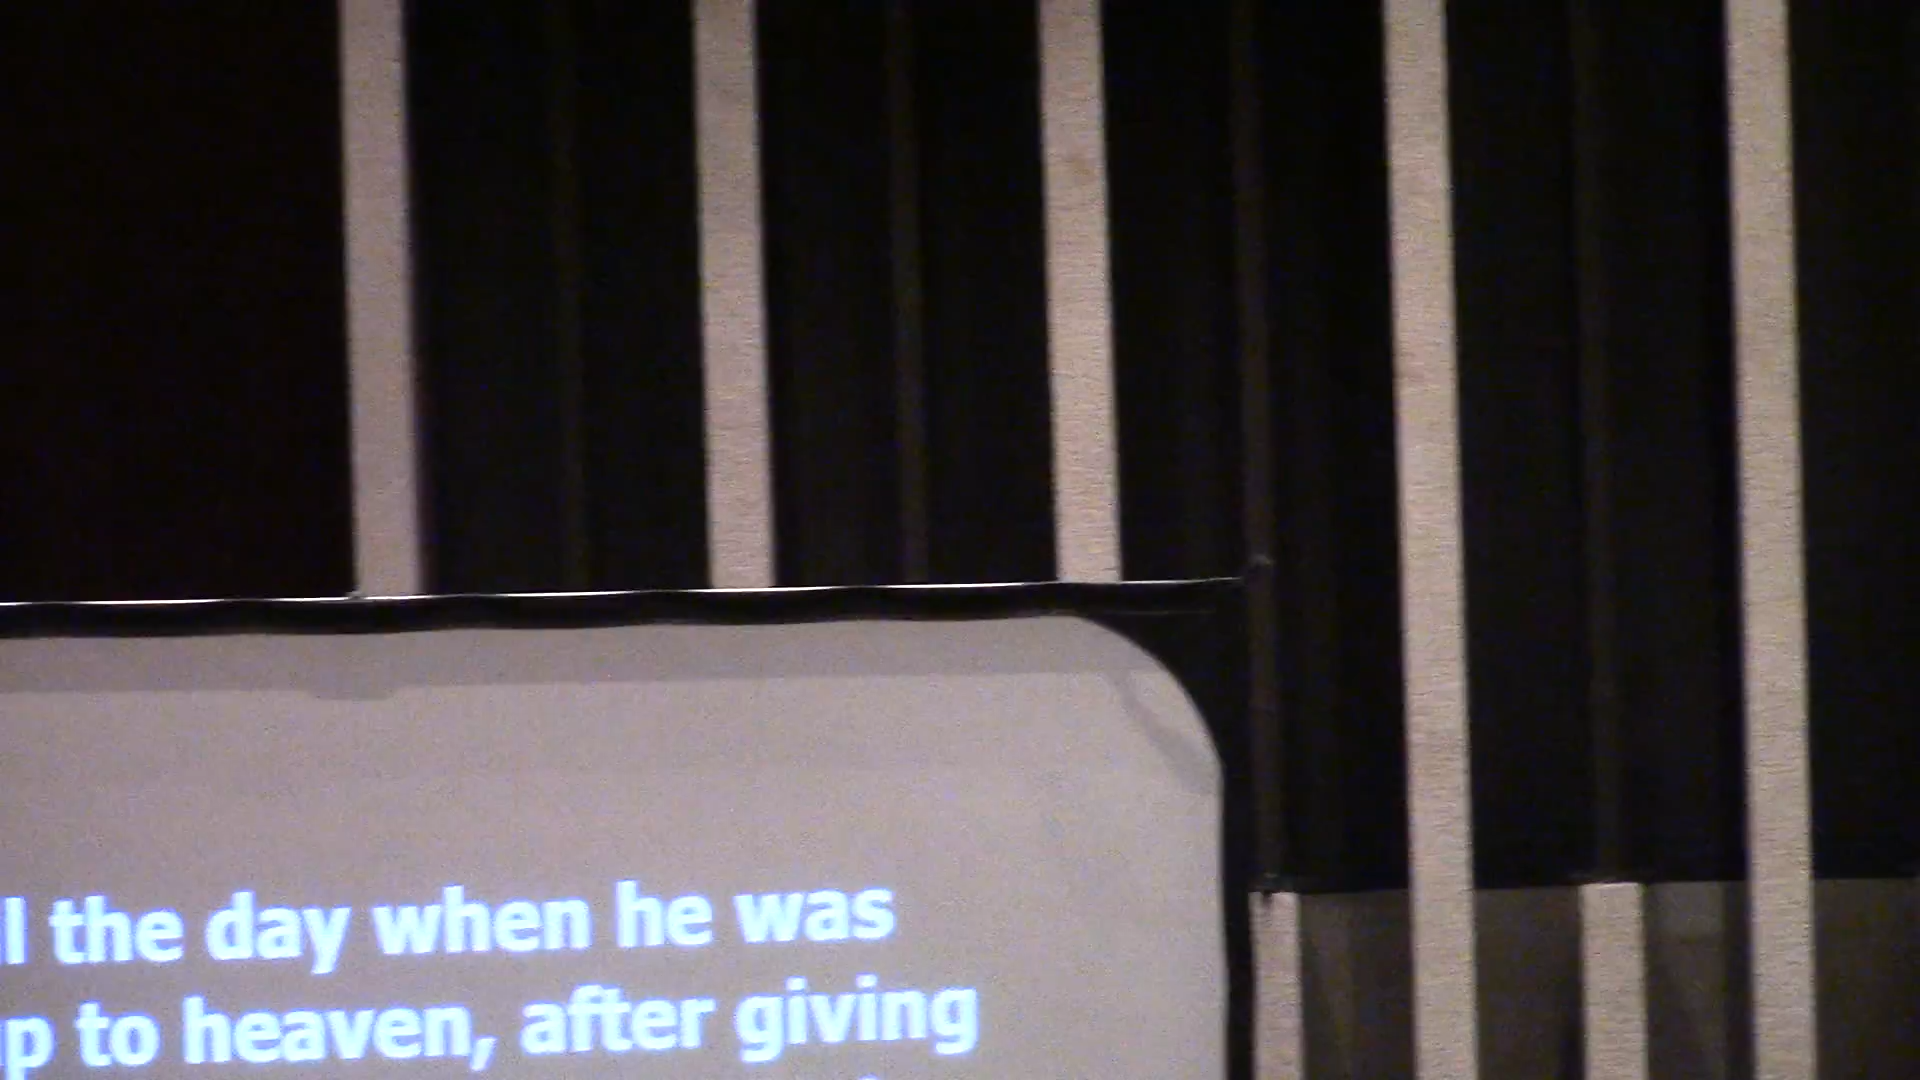 l the day when he was
p to heaven, after giving